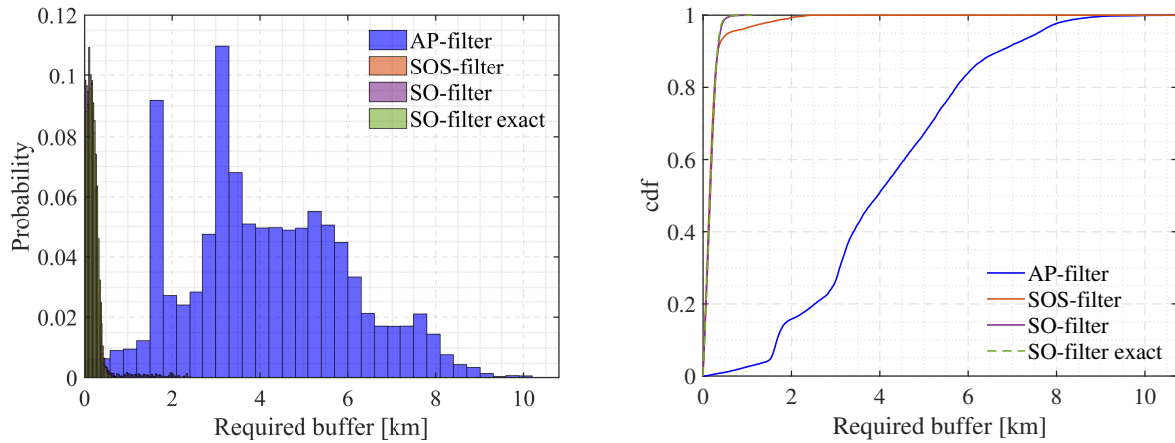 0.12
0.1
0.08
0.06
0.04
0.02
0
Probability
AP-filter
SOS-filter
SO-filter
SO-filter exact
0 2 4 6 8 10
Required buffer [km]
1
0.8
0.6
0.4
0.2
0
cdf
AP-filter
SOS-filter
SO-filter
SO-filter exact
0 2 4 6 8 10
Required buffer [km]